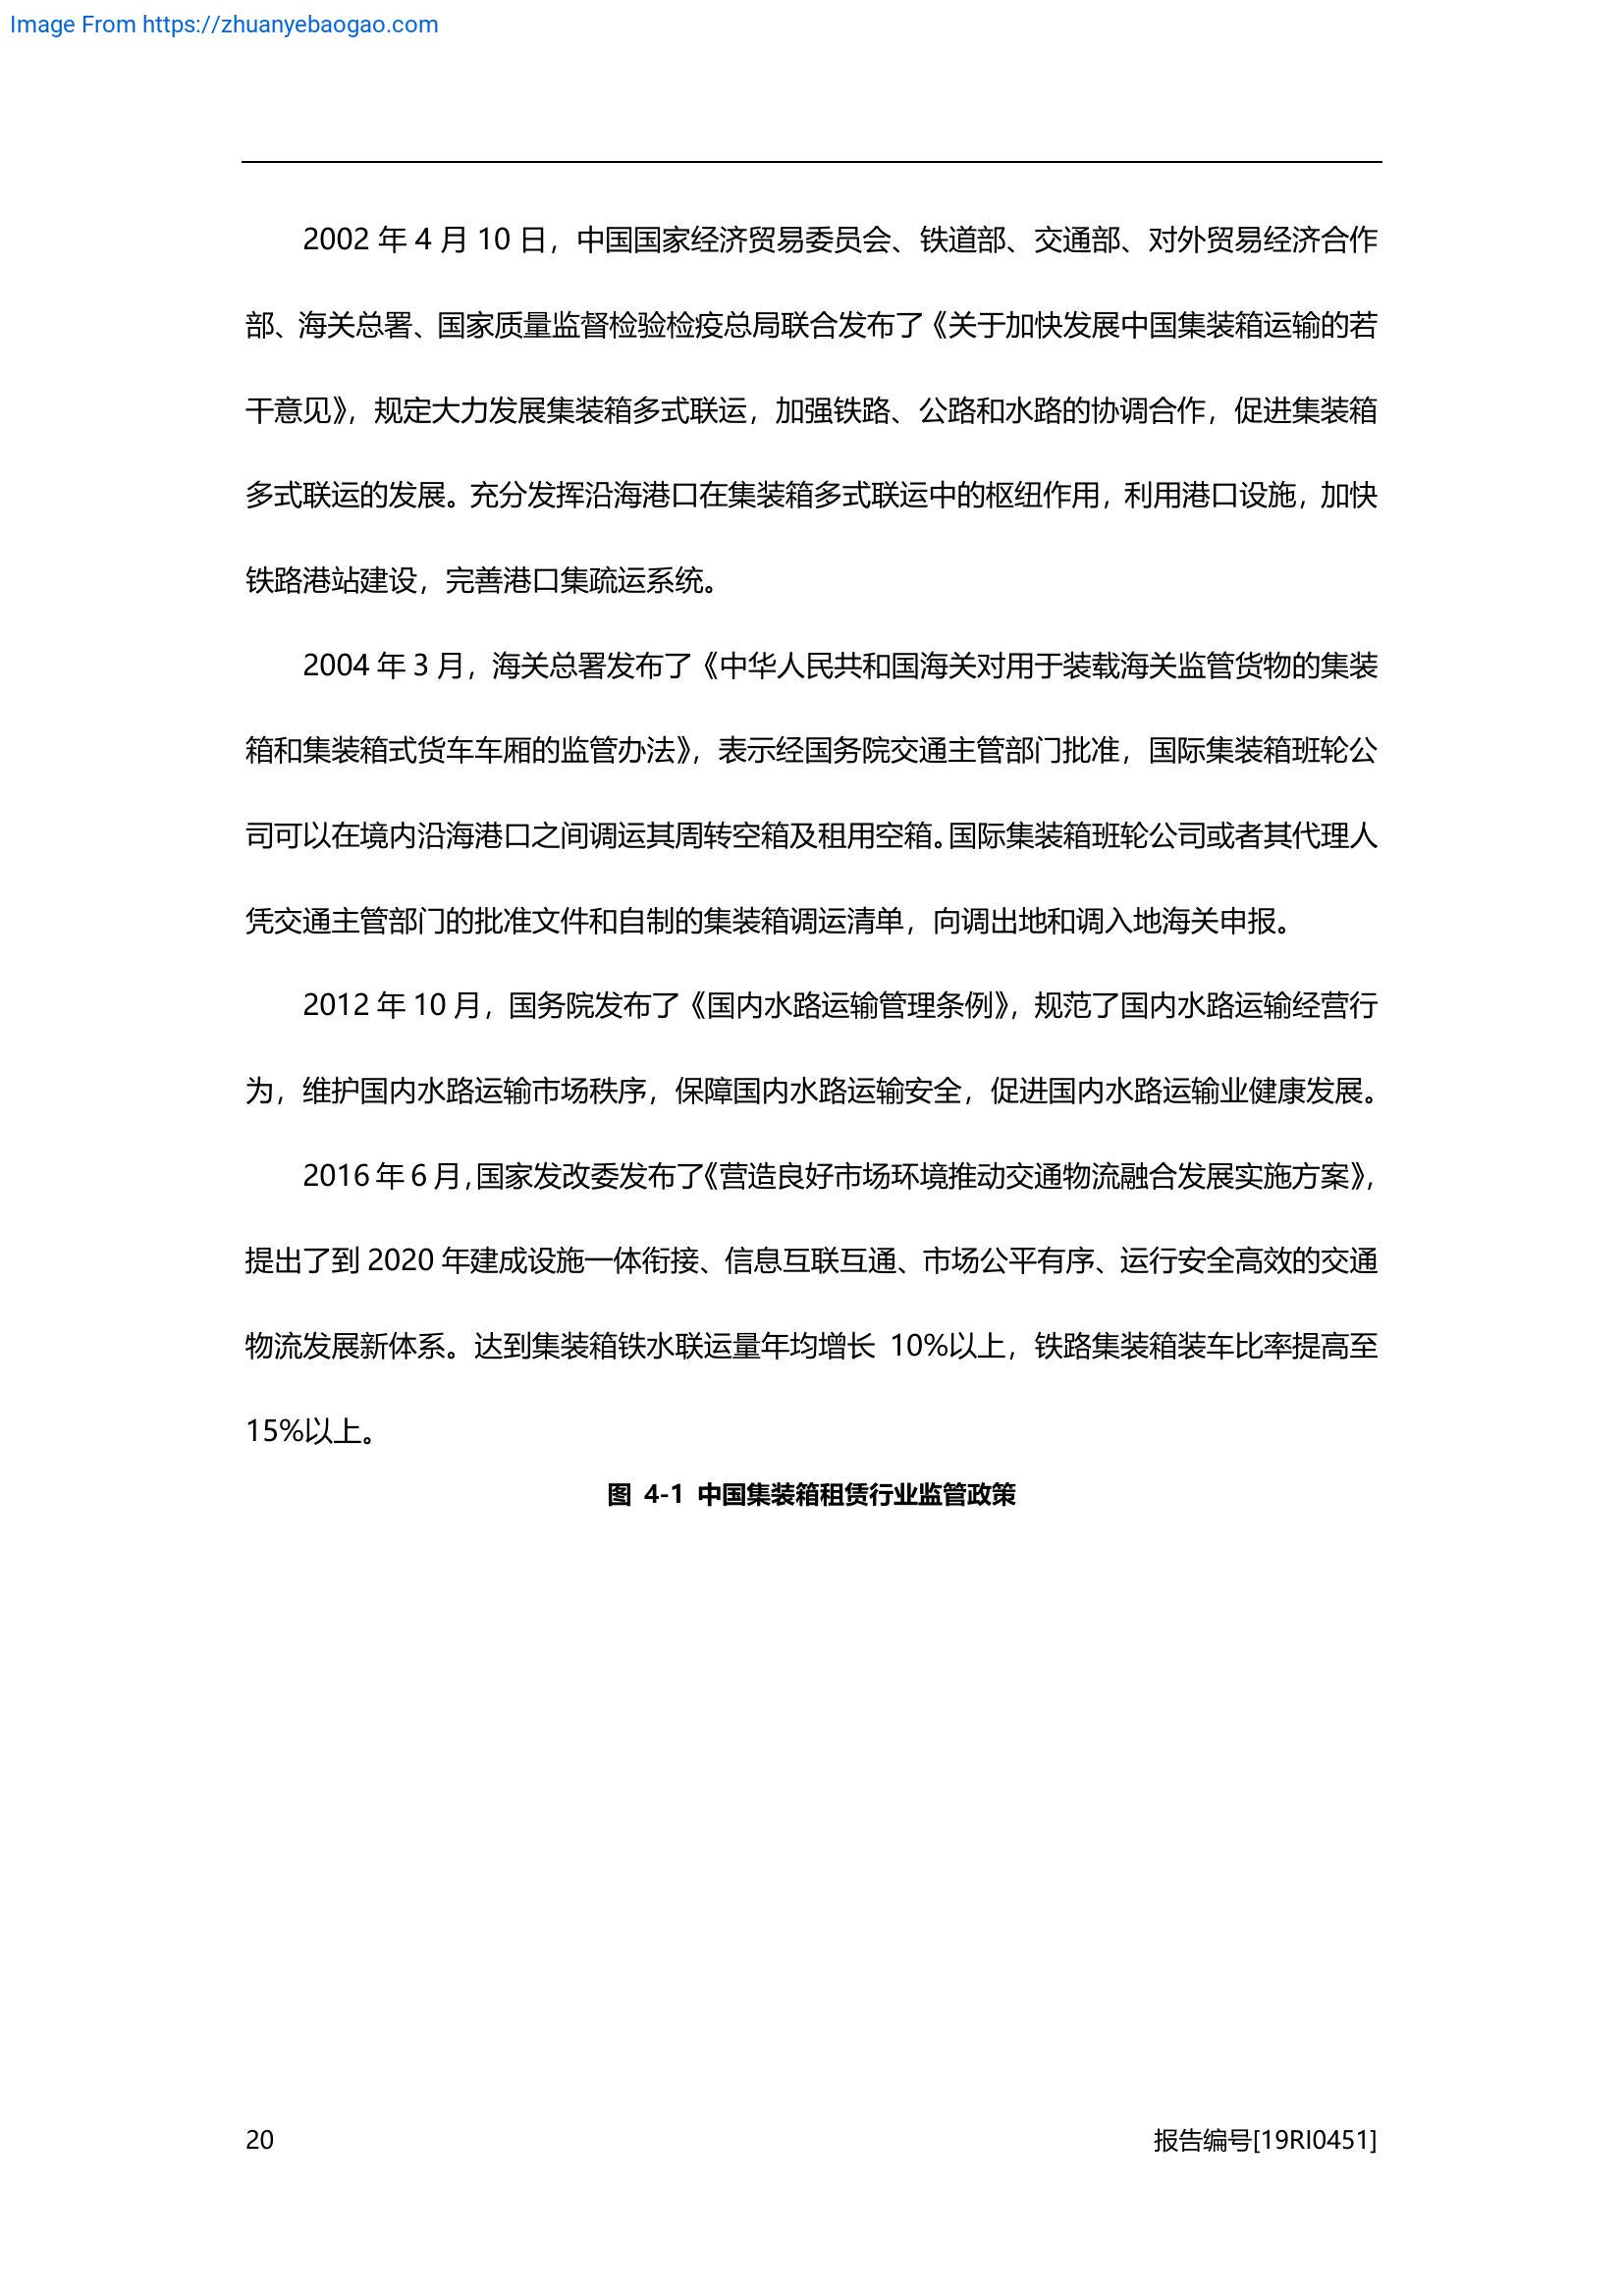 Image From https://zhuanyebaogao.com
2002 年 4 月 10 日，中国国家经济贸易委员会、铁道部、交通部、对外贸易经济合作
部、海关总署、国家质量监督检验检疫总局联合发布了《关于加快发展中国集装箱运输的若
干意见》，规定大力发展集装箱多式联运，加强铁路、公路和水路的协调合作，促进集装箱
多式联运的发展。充分发挥沿海港口在集装箱多式联运中的枢纽作用，利用港口设施，加快
铁路港站建设，完善港口集疏运系统。
2004 年 3 月，海关总署发布了《中华人民共和国海关对用于装载海关监管货物的集装
箱和集装箱式货车车厢的监管办法》，表示经国务院交通主管部门批准，国际集装箱班轮公
司可以在境内沿海港口之间调运其周转空箱及租用空箱。国际集装箱班轮公司或者其代理人
凭交通主管部门的批准文件和自制的集装箱调运清单，向调出地和调入地海关申报。
2012 年 10 月，国务院发布了《国内水路运输管理条例》，规范了国内水路运输经营行
为，维护国内水路运输市场秩序，保障国内水路运输安全，促进国内水路运输业健康发展。
2016 年 6 月，国家发改委发布了《营造良好市场环境推动交通物流融合发展实施方案》，
提出了到 2020 年建成设施一体衔接、信息互联互通、市场公平有序、运行安全高效的交通
物流发展新体系。达到集装箱铁水联运量年均增长 10%以上，铁路集装箱装车比率提高至
15%以上。
图 4-1 中国集装箱租赁行业监管政策
20 报告编号[19RI0451]